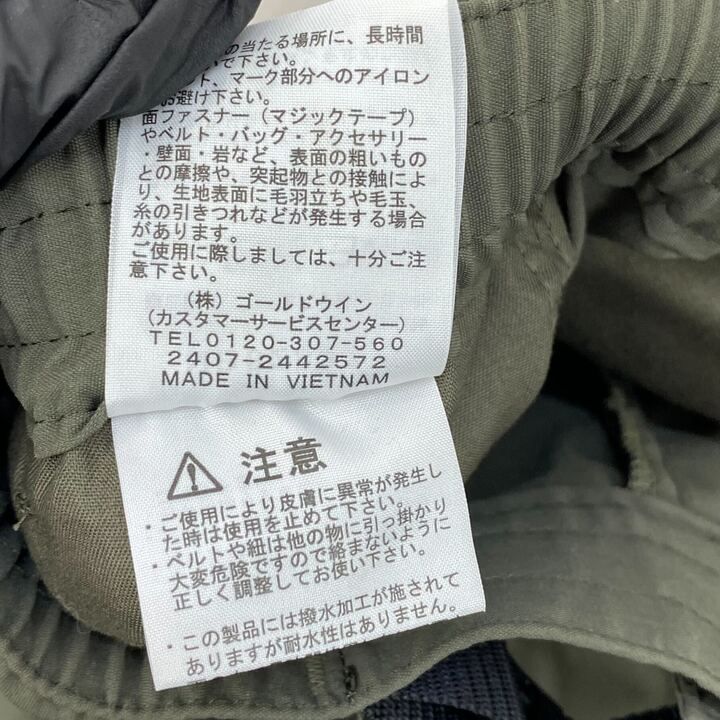 の当たる場所に、長時間
いで下さい。
ト、マーク部分へのアイロン
お避け下さい。
面ファスナー（マジックテープ）
やベルト・バッグ・アクセサリー
・壁面・岩など、表面の粗いもの
との摩擦や、突起物との接触によ
り、生地表面に毛羽立ちや毛玉、
糸の引きつれなどが発生する場合
があります。
ご使用に際しましては、十分ご注
意下さい。
（株）ゴールドウイン
（カスタマーサービスセンター）
TEL0120-307-560
2407-2442572
MADE IN VIETNAM
注意
・ご使用により皮膚に異常が発生し
た時は使用を止めて下さい。
・ベルトや紐は他の物に引っ掛かり
大変危険ですので絡まないように
正しく調整してお使い下さい。
・この製品には撥水加工が施されて
ありますが耐水性はありません。